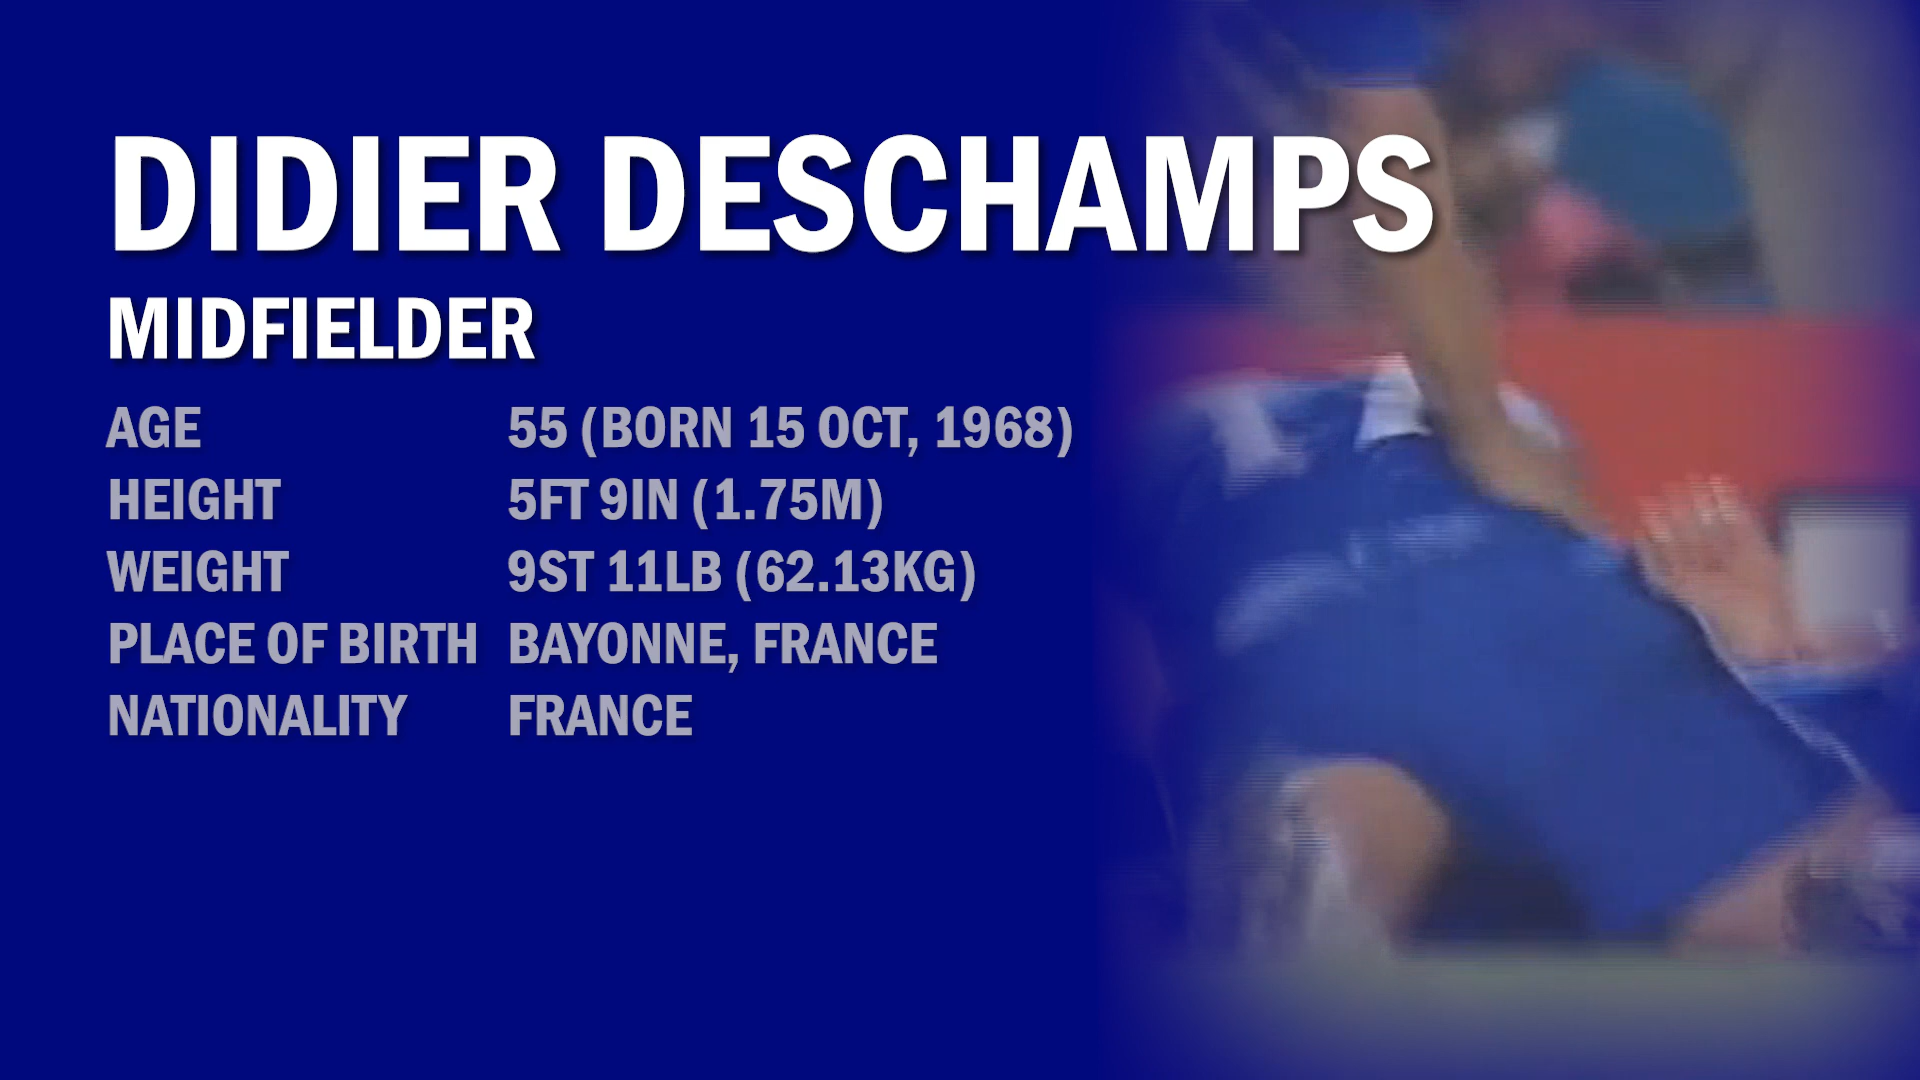 DIDIER DESCHAMPS
MIDFIELDER
AGE 55 (BORN 15 OCT, 1968)
HEIGHT 5FT 9IN (1.75M)
WEIGHT 9ST 11LB (62.13KG)
PLACE OF BIRTH BAYONNE, FRANCE
NATIONALITY FRANCE